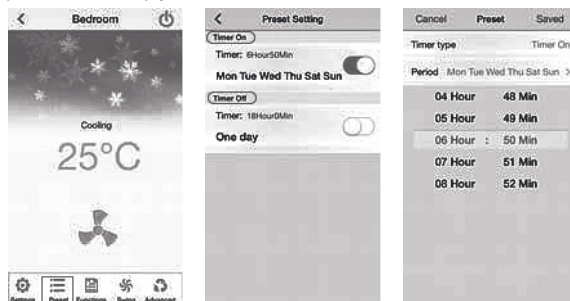 Bedroom
Cooling
25°C
Settings Preset Functions Swing Advanced
Preset Setting
Timer On
Timer: 6Hour50Min
Mon Tue Wed Thu Sat Sun
Timer Off
Timer: 18Hour0Min
One day
Cancel Preset Saved
Timer type Timer On
Period Mon Tue Wed Thu Sat Sun >
04 Hour 48 Min
05 Hour 49 Min
06 Hour : 50 Min
07 Hour 51 Min
08 Hour 52 Min